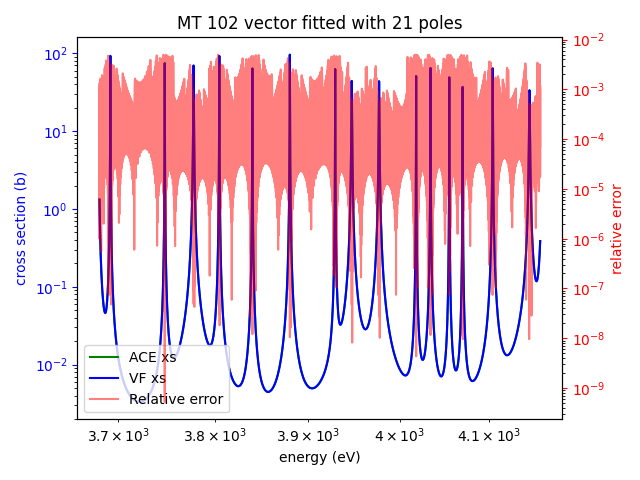 MT 102 vector fitted with 21 poles
10²
10¹
10⁰
10⁻¹
10⁻²
cross section (b)
10⁻²
10⁻³
10⁻⁴
10⁻⁵
10⁻⁶
10⁻⁷
10⁻⁸
10⁻⁹
relative error
ACE xs
VF xs
Relative error
3.7 × 10³ 3.8 × 10³ 3.9 × 10³ 4 × 10³ 4.1 × 10³
energy (eV)